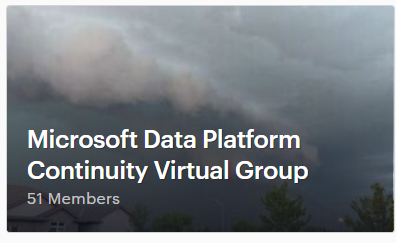 Microsoft Data Platform
Continuity Virtual Group
51 Members